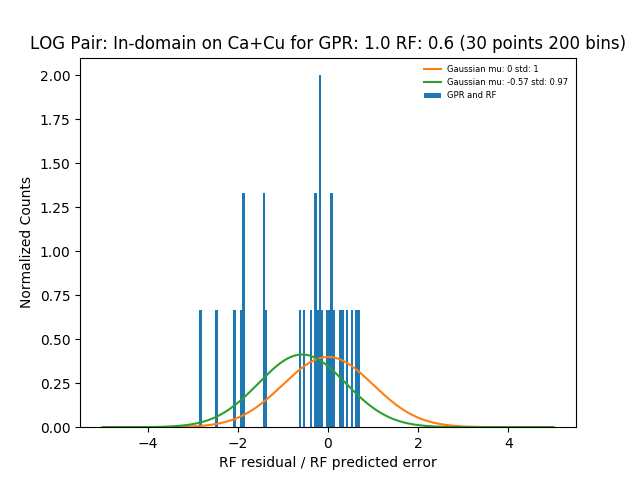 LOG Pair: In-domain on Ca+Cu for GPR: 1.0 RF: 0.6 (30 points 200 bins)
Gaussian mu: 0 std: 1
Gaussian mu: -0.57 std: 0.97
GPR and RF
Normalized Counts
2.00
1.75
1.50
1.25
1.00
0.75
0.50
0.25
0.00
−4
−2
0
2
4
RF residual / RF predicted error